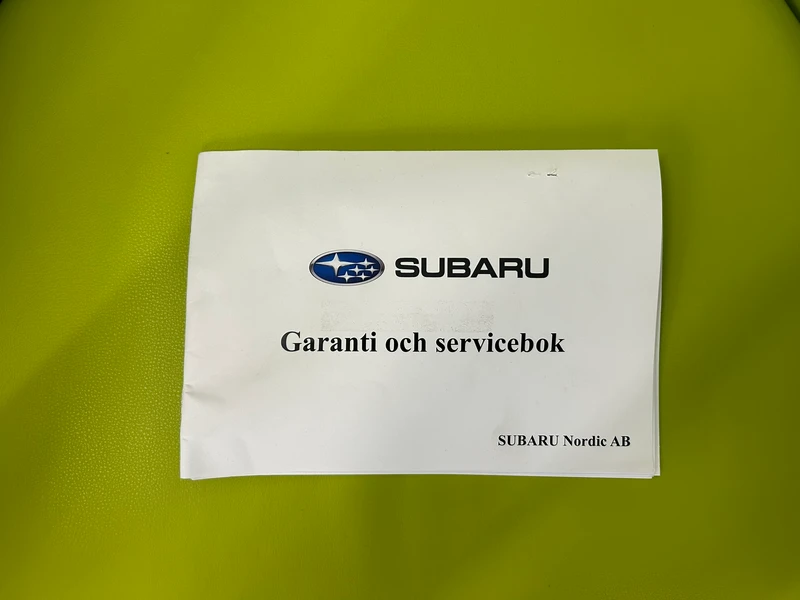 SUBARU
Garanti och servicebok
SUBARU Nordic AB